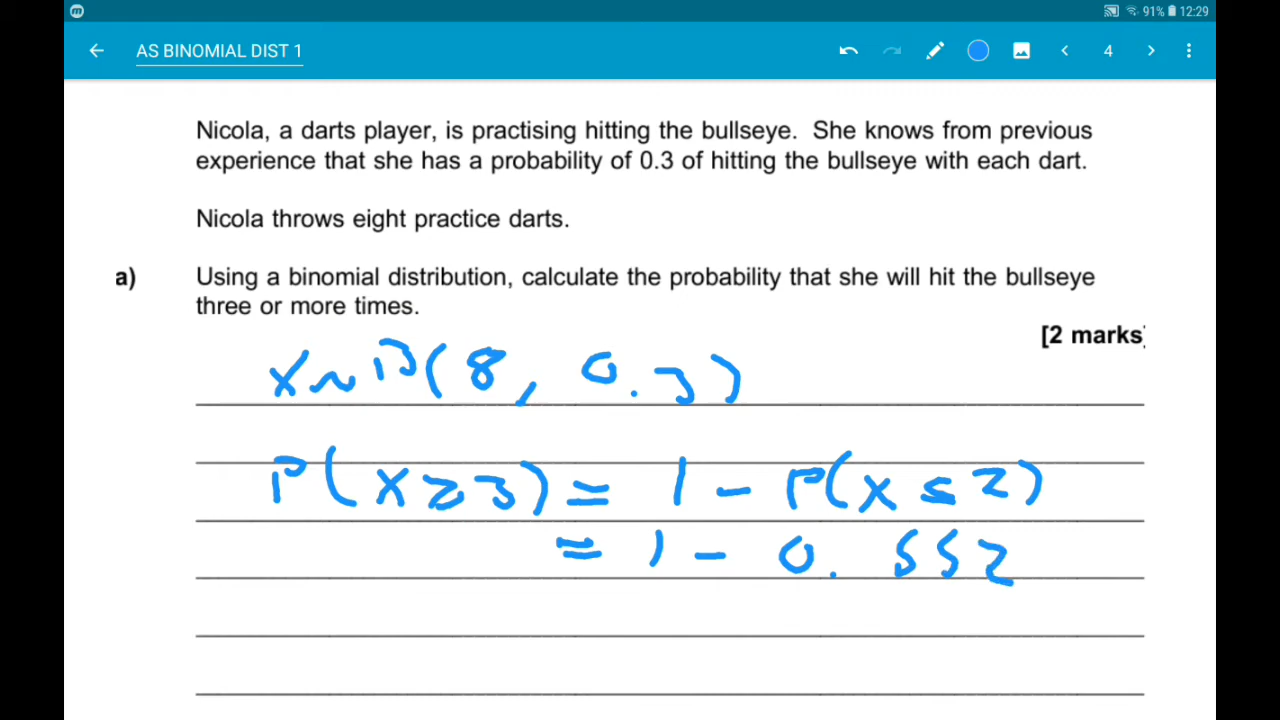 91% 12:29
AS BINOMIAL DIST 1
4
Nicola, a darts player, is practising hitting the bullseye. She knows from previous
experience that she has a probability of 0.3 of hitting the bullseye with each dart.
Nicola throws eight practice darts.
a) Using a binomial distribution, calculate the probability that she will hit the bullseye
three or more times.
[2 marks]
X~B(8, 0.3)
P(X≥3) = 1 - P(X≤2)
= 1 - 0.552